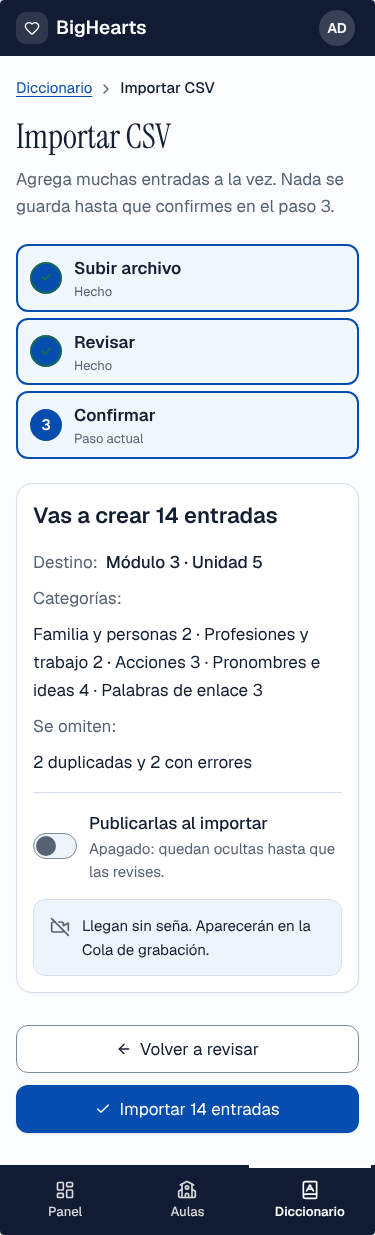 BigHearts
AD
Diccionario > Importar CSV
Importar CSV
Agrega muchas entradas a la vez. Nada se
guarda hasta que confirmes en el paso 3.
Subir archivo
Hecho
Revisar
Hecho
3
Confirmar
Paso actual
Vas a crear 14 entradas
Destino: Módulo 3 · Unidad 5
Categorías:
Familia y personas 2 · Profesiones y
trabajo 2 · Acciones 3 · Pronombres e
ideas 4 · Palabras de enlace 3
Se omiten:
2 duplicadas y 2 con errores
Publicarlas al importar
Apagado: quedan ocultas hasta que
las revises.
Llegan sin seña. Aparecerán en la
Cola de grabación.
Volver a revisar
Importar 14 entradas
Panel
Aulas
Diccionario